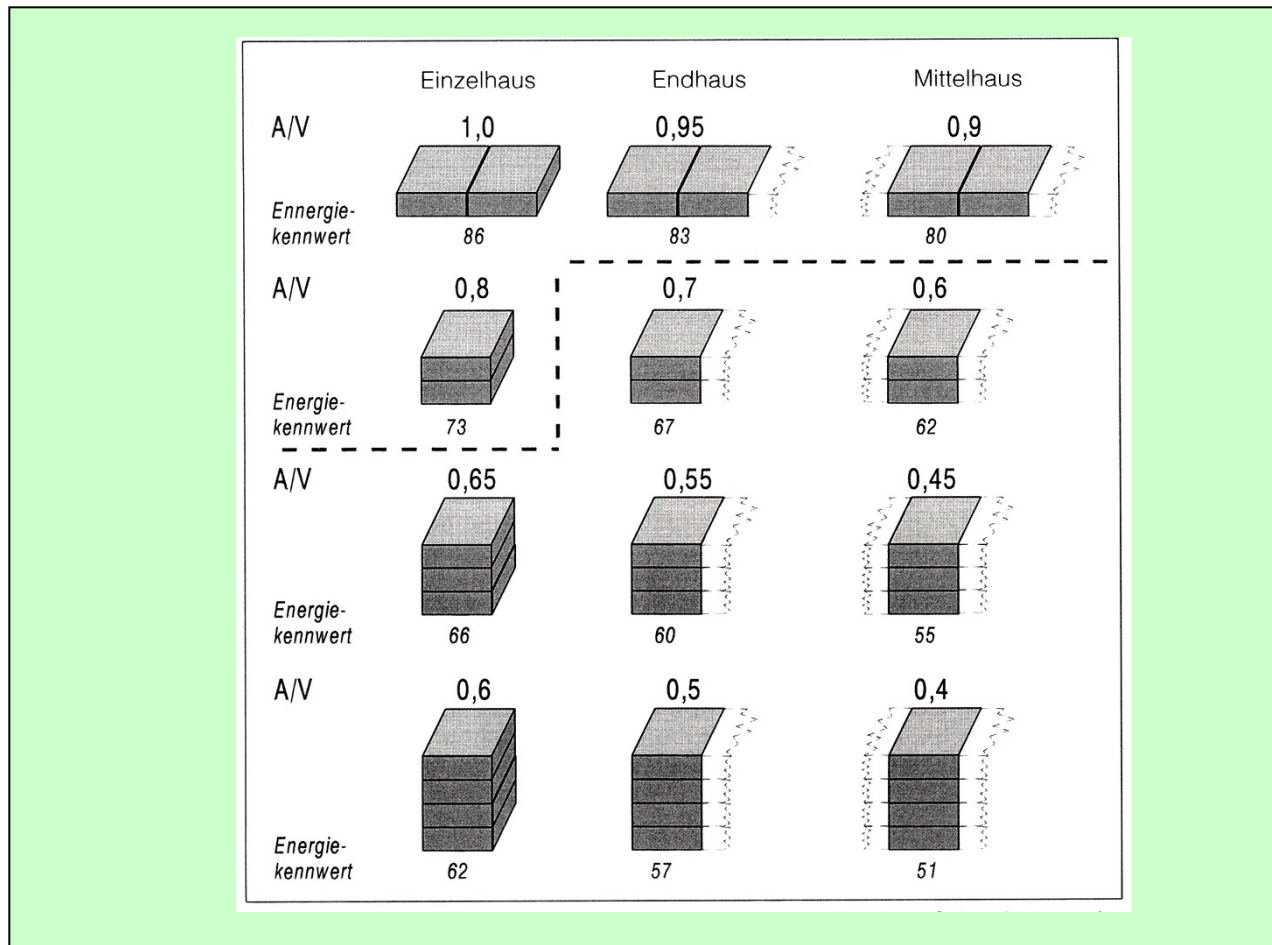 Einzelhaus Endhaus Mittelhaus
A/V 1,0 0,95 0,9
Ennergie-
kennwert 86 83 80
A/V 0,8 0,7 0,6
Energie-
kennwert 73 67 62
A/V 0,65 0,55 0,45
Energie-
kennwert 66 60 55
A/V 0,6 0,5 0,4
Energie-
kennwert 62 57 51